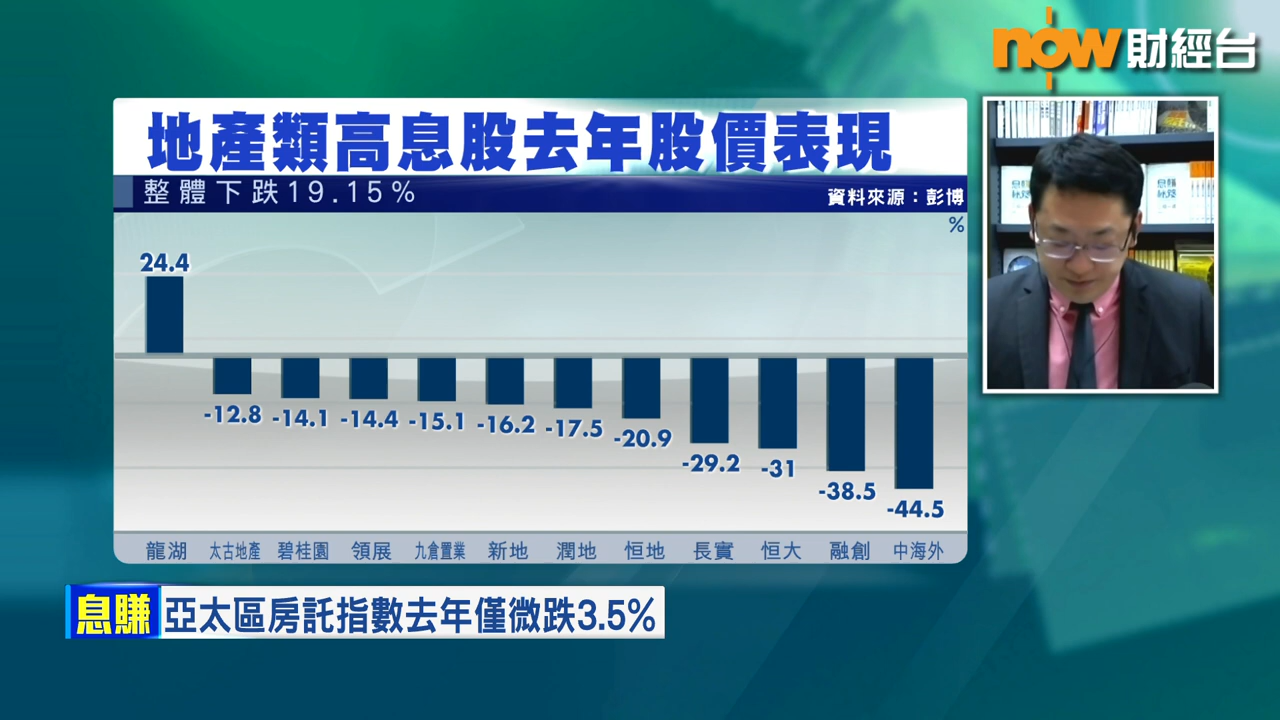 now 財經台
地產類高息股去年股價表現
整體下跌19.15%
資料來源：彭博
%
24.4
-12.8
-14.1
-14.4
-15.1
-16.2
-17.5
-20.9
-29.2
-31
-38.5
-44.5
龍湖 太古地產 碧桂園 領展 九倉置業 新地 潤地 恒地 長實 恒大 融創 中海外
息賺 亞太區房託指數去年僅微跌3.5%